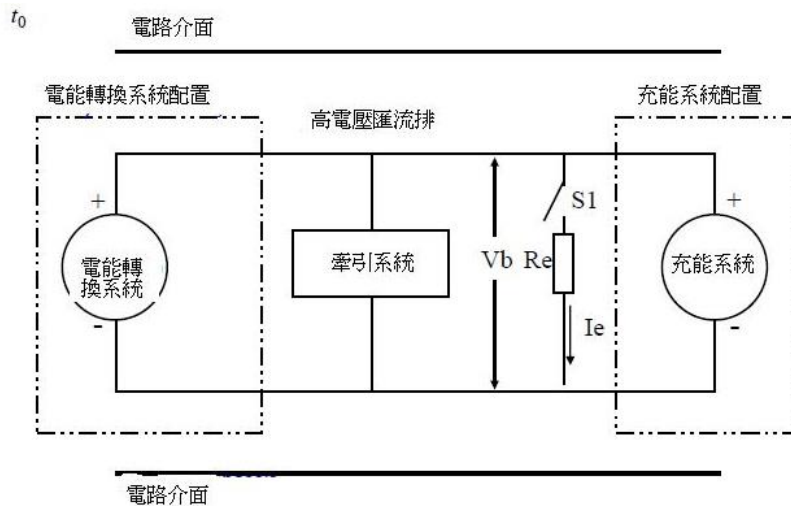 t0
電路介面
電能轉換系統配置
充能系統配置
高電壓匯流排
+
S1
+
電能轉
換系統
牽引系統
Vb
Re
充能系統
-
Ie
-
電路介面